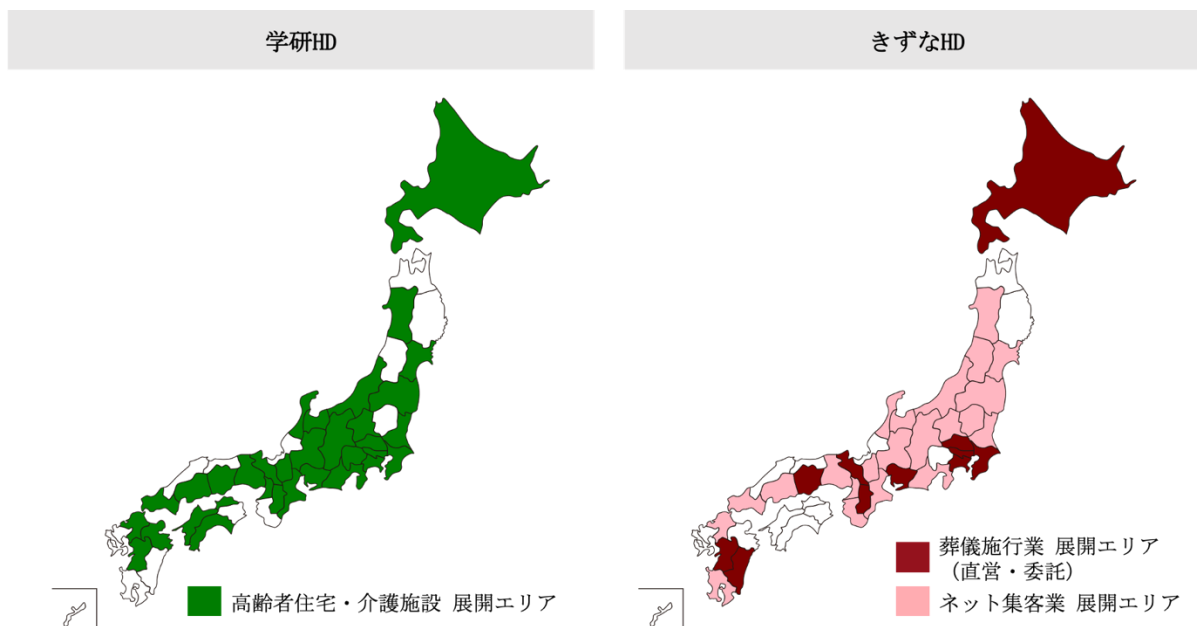 学研HD
きずなHD
高齢者住宅・介護施設 展開エリア
葬儀施行業 展開エリア
(直営・委託)
ネット集客業 展開エリア